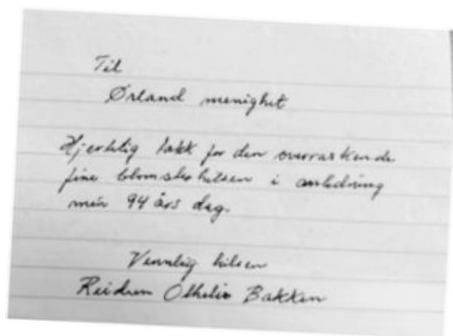 Til
Ørland menighet
Hjertelig takk for den overraskende
fine blomsterhilsen i anledning
min 94 års dag.
Vennlig hilsen
Reidun Othelie Bakken